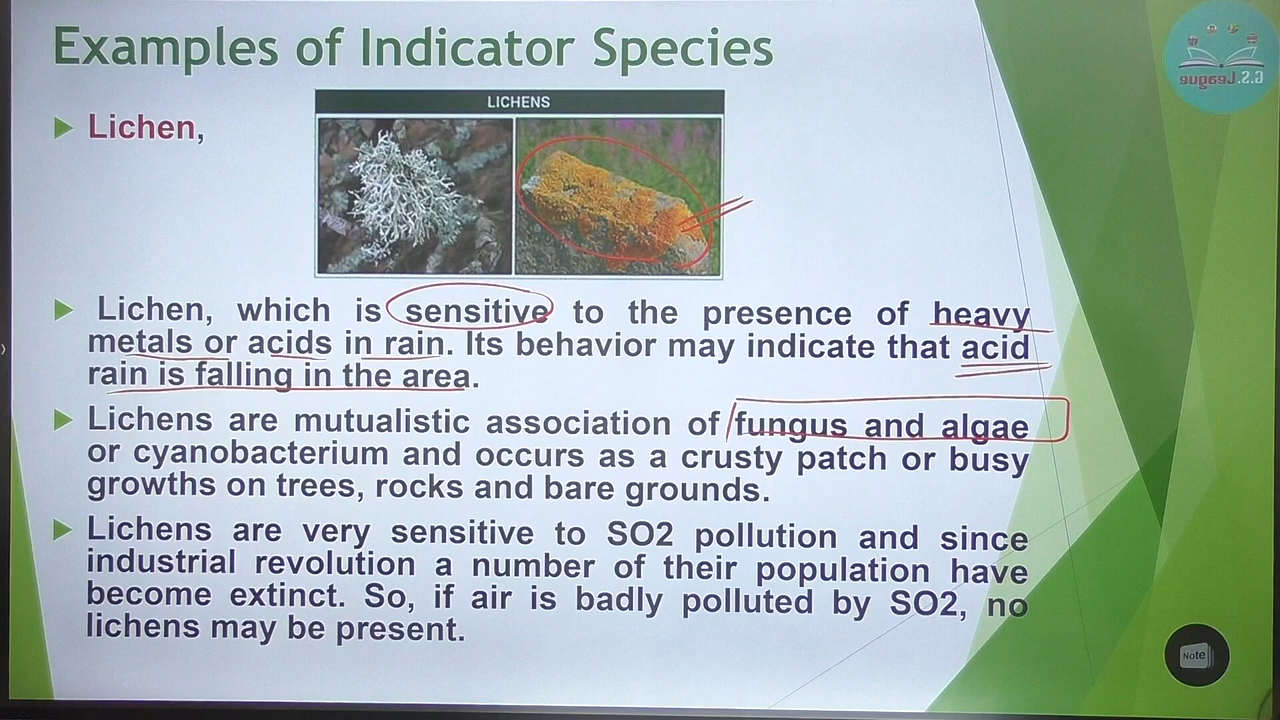 Examples of Indicator Species
LICHENS
Lichen,
Lichen, which is sensitive to the presence of heavy
metals or acids in rain. Its behavior may indicate that acid
rain is falling in the area.
Lichens are mutualistic association of fungus and algae
or cyanobacterium and occurs as a crusty patch or busy
growths on trees, rocks and bare grounds.
Lichens are very sensitive to SO2 pollution and since
industrial revolution a number of their population have
become extinct. So, if air is badly polluted by SO2, no
lichens may be present.
G.S.League
Note